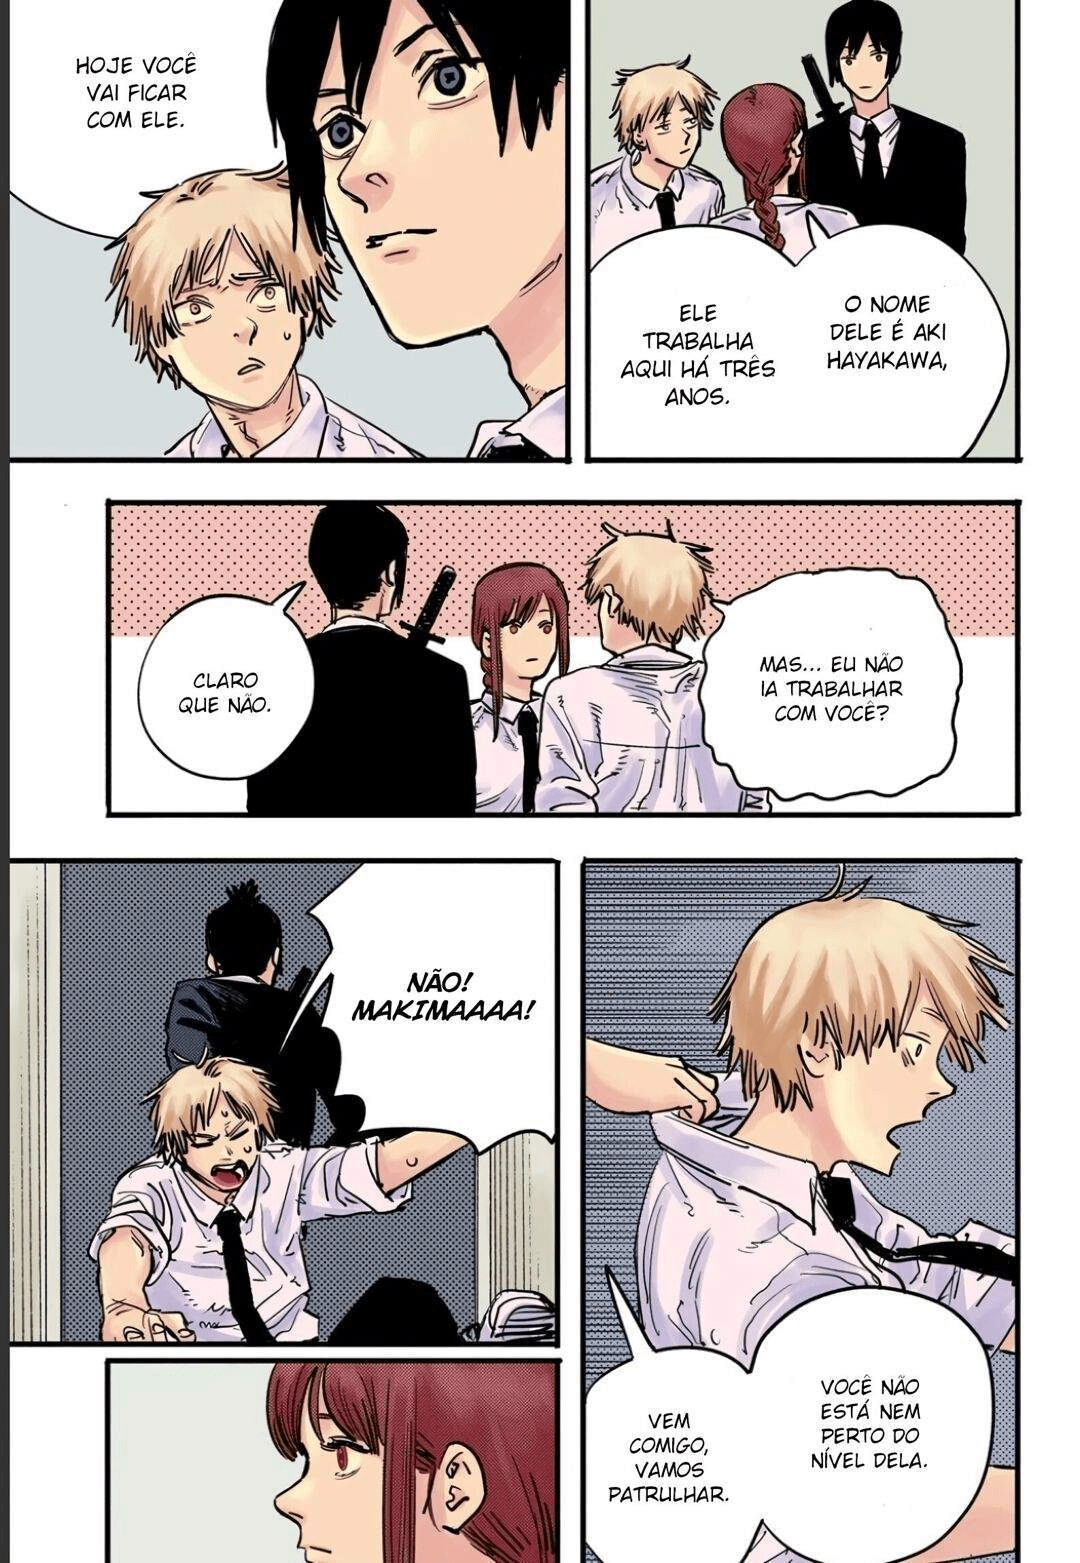 O NOME
DELE É AKI
HAYAKAWA,
ELE
TRABALHA
AQUI HÁ TRÊS
ANOS.
HOJE VOCÊ
VAI FICAR
COM ELE.
MAS... EU NÃO
IA TRABALHAR
COM VOCÊ?
CLARO
QUE NÃO.
VOCÊ NÃO
ESTÁ NEM
PERTO DO
NÍVEL DELA.
VEM
COMIGO,
VAMOS
PATRULHAR.
NÃO!
MAKIMAAAA!